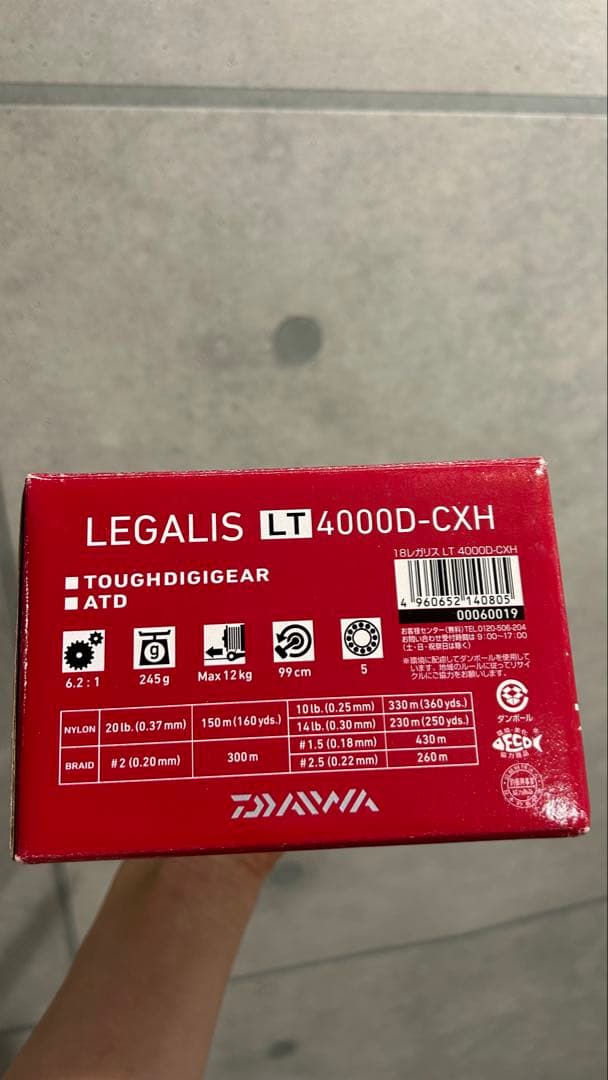 LEGALIS LT 4000D-CXH
18レガリス LT 4000D-CXH
■TOUGHDIGIGEAR
■ATD
4 960652 140805
00060019
お客様センター(無料)TEL.0120-506-204
お問い合わせ受付時間は 9:00~17:00
(土・日・祝祭日は除く)
※環境に配慮してダンボールを使用して
います、地域のルールに従ってリサイ
クルにご協力をお願いします。
g
6.2 : 1
245g
Max 12 kg
99 cm
5
ダンボール
NYLON 20 lb. (0.37 mm) 150 m (160 yds.) 10 lb. (0.25 mm) 330 m (360 yds.)
14 lb. (0.30 mm) 230 m (250 yds.)
BRAID #2 (0.20 mm) 300 m #1.5 (0.18 mm) 430 m
#2.5 (0.22 mm) 260 m
ECO
DAIWA